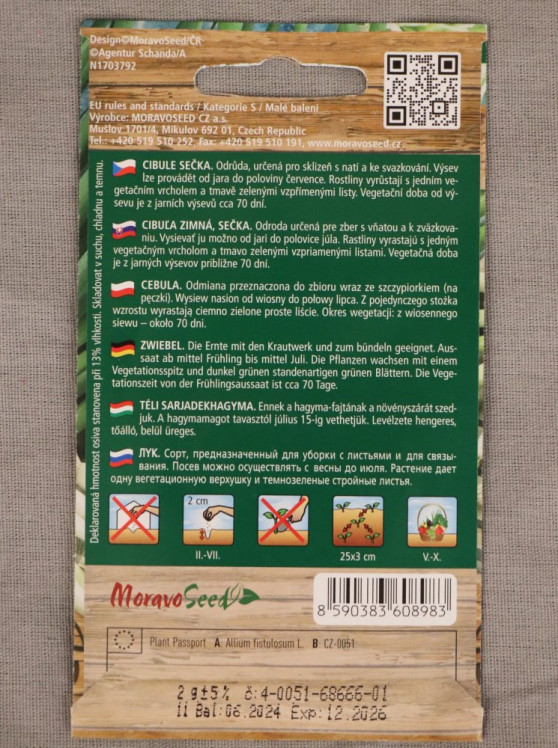 Design©MoravoSeed/ČR
©Agentur Schanda/A
N1703792
EU rules and standards / Kategorie S / Malé balení
Výrobce: MORAVOSEED CZ a.s.
Mušlov 1701/4, Mikulov 692 01, Czech Republic
Tel.: +420 519 510 252, Fax: +420 519 510 191, www.moravoseed.cz
Deklarovaná hmotnost osiva stanovena při 13% vlhkosti. Skladovat v suchu, chladnu a temnu.
CIBULE SEČKA. Odrůda, určená pro sklizeň s natí a ke svazkování. Výsev
lze provádět od jara do poloviny července. Rostliny vyrůstají s jedním ve-
getačním vrcholem a tmavě zelenými vzpřímenými listy. Vegetační doba od vý-
sevu je z jarních výsevů cca 70 dní.
CIBUĽA ZIMNÁ, SEČKA. Odroda určená pre zber s vňatou a k zväzkova-
niu. Vysievať ju možno od jari do polovice júla. Rastliny vyrastajú s jedným
vegetačným vrcholom a tmavo zelenými vzpriamenými listami. Vegetačná doba
je z jarných výsevov približne 70 dní.
CEBULA. Odmiana przeznaczona do zbioru wraz ze szczypiorkiem (na
pęczki). Wysiew nasion od wiosny do połowy lipca. Z pojedynczego stożka
wzrostu wyrastają ciemno zielone proste liście. Okres wegetacji: z wiosennego
siewu – około 70 dni.
ZWIEBEL. Die Ernte mit den Krautwerk und zum bündeln geeignet. Aus-
saat ab mittel Frühling bis mittel Juli. Die Pflanzen wachsen mit einem
Vegetationsspitz und dunkel grünen standenartigen grünen Blättern. Die Vege-
tationszeit von der Frühlingsaussaat ist cca 70 Tage.
TÉLI SARJADEKHAGYMA. Ennek a hagyma-fajtának a növényszárát szed-
juk. A hagymamagot tavasztól július 15-ig vethetjük. Levélzete hengeres,
tőálló, belül üreges.
ЛУК. Сорт, предназначенный для уборки с листьями и для связы-
вания. Посев можно осуществлять с весны до июля. Растение дает
одну вегетационную верхушку и темнозеленые стройные листья.
2 cm
II.-VII.
25x3 cm
V.-X.
MoravoSeed
8 590383 608983
Plant Passport A: Allium fistulosum L. B: CZ-0051
2 g±5% č:4-0051-68666-01
11 Bal:06.2024 Exp:12.2026